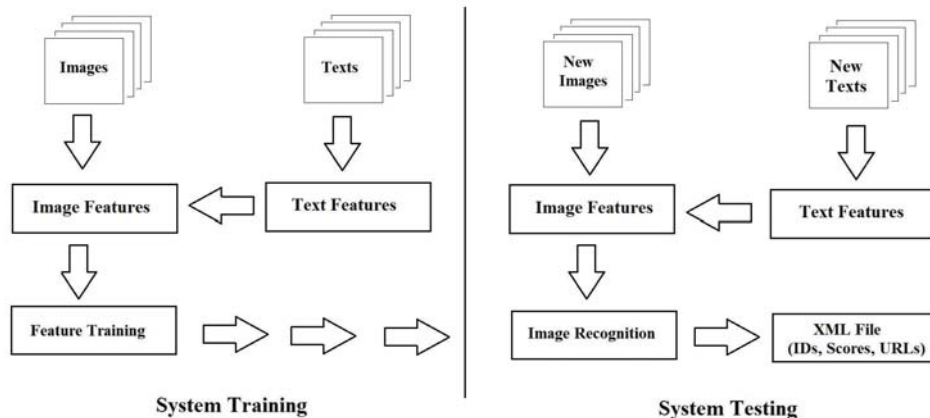 Images
Texts
Image Features
Text Features
Feature Training
System Training
New
Images
New
Texts
Image Features
Text Features
Image Recognition
XML File
(IDs, Scores, URLs)
System Testing